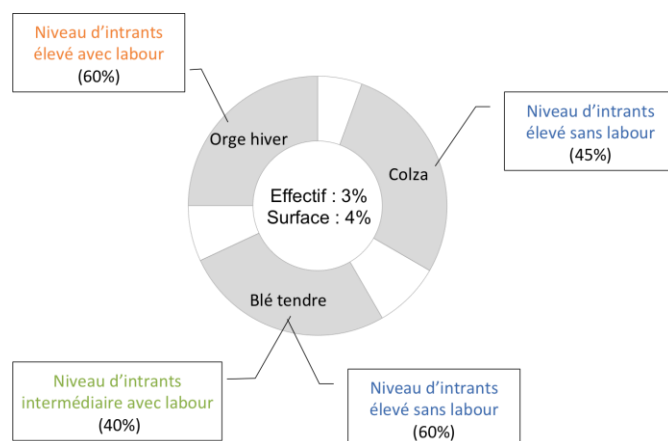 Niveau d’intrants
élevé avec labour
(60%)
Niveau d’intrants
élevé sans labour
(45%)
Orge hiver
Colza
Effectif : 3%
Surface : 4%
Blé tendre
Niveau d’intrants
intermédiaire avec labour
(40%)
Niveau d’intrants
élevé sans labour
(60%)